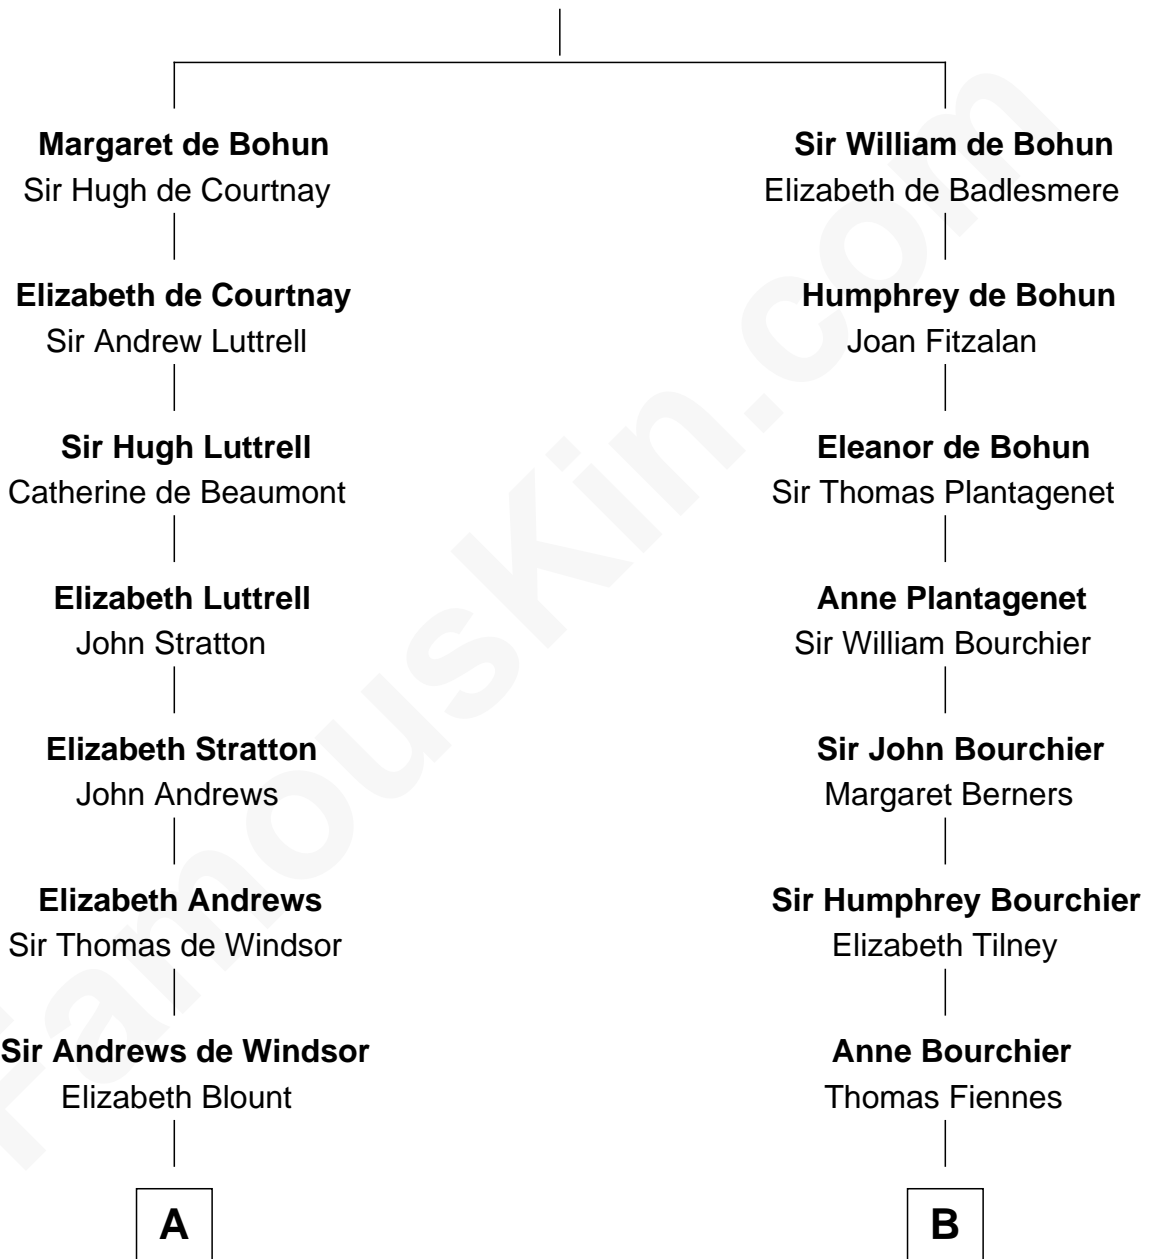 Margaret de Bohun
Sir Hugh de Courtnay
Elizabeth de Courtnay
Sir Andrew Luttrell
Sir Hugh Luttrell
Catherine de Beaumont
Elizabeth Luttrell
John Stratton
Elizabeth Stratton
John Andrews
Elizabeth Andrews
Sir Thomas de Windsor
Sir Andrews de Windsor
Elizabeth Blount
A
Sir William de Bohun
Elizabeth de Badlesmere
Humphrey de Bohun
Joan Fitzalan
Eleanor de Bohun
Sir Thomas Plantagenet
Anne Plantagenet
Sir William Bourchier
Sir John Bourchier
Margaret Berners
Sir Humphrey Bourchier
Elizabeth Tilney
Anne Bourchier
Thomas Fiennes
B
FamousKin.com